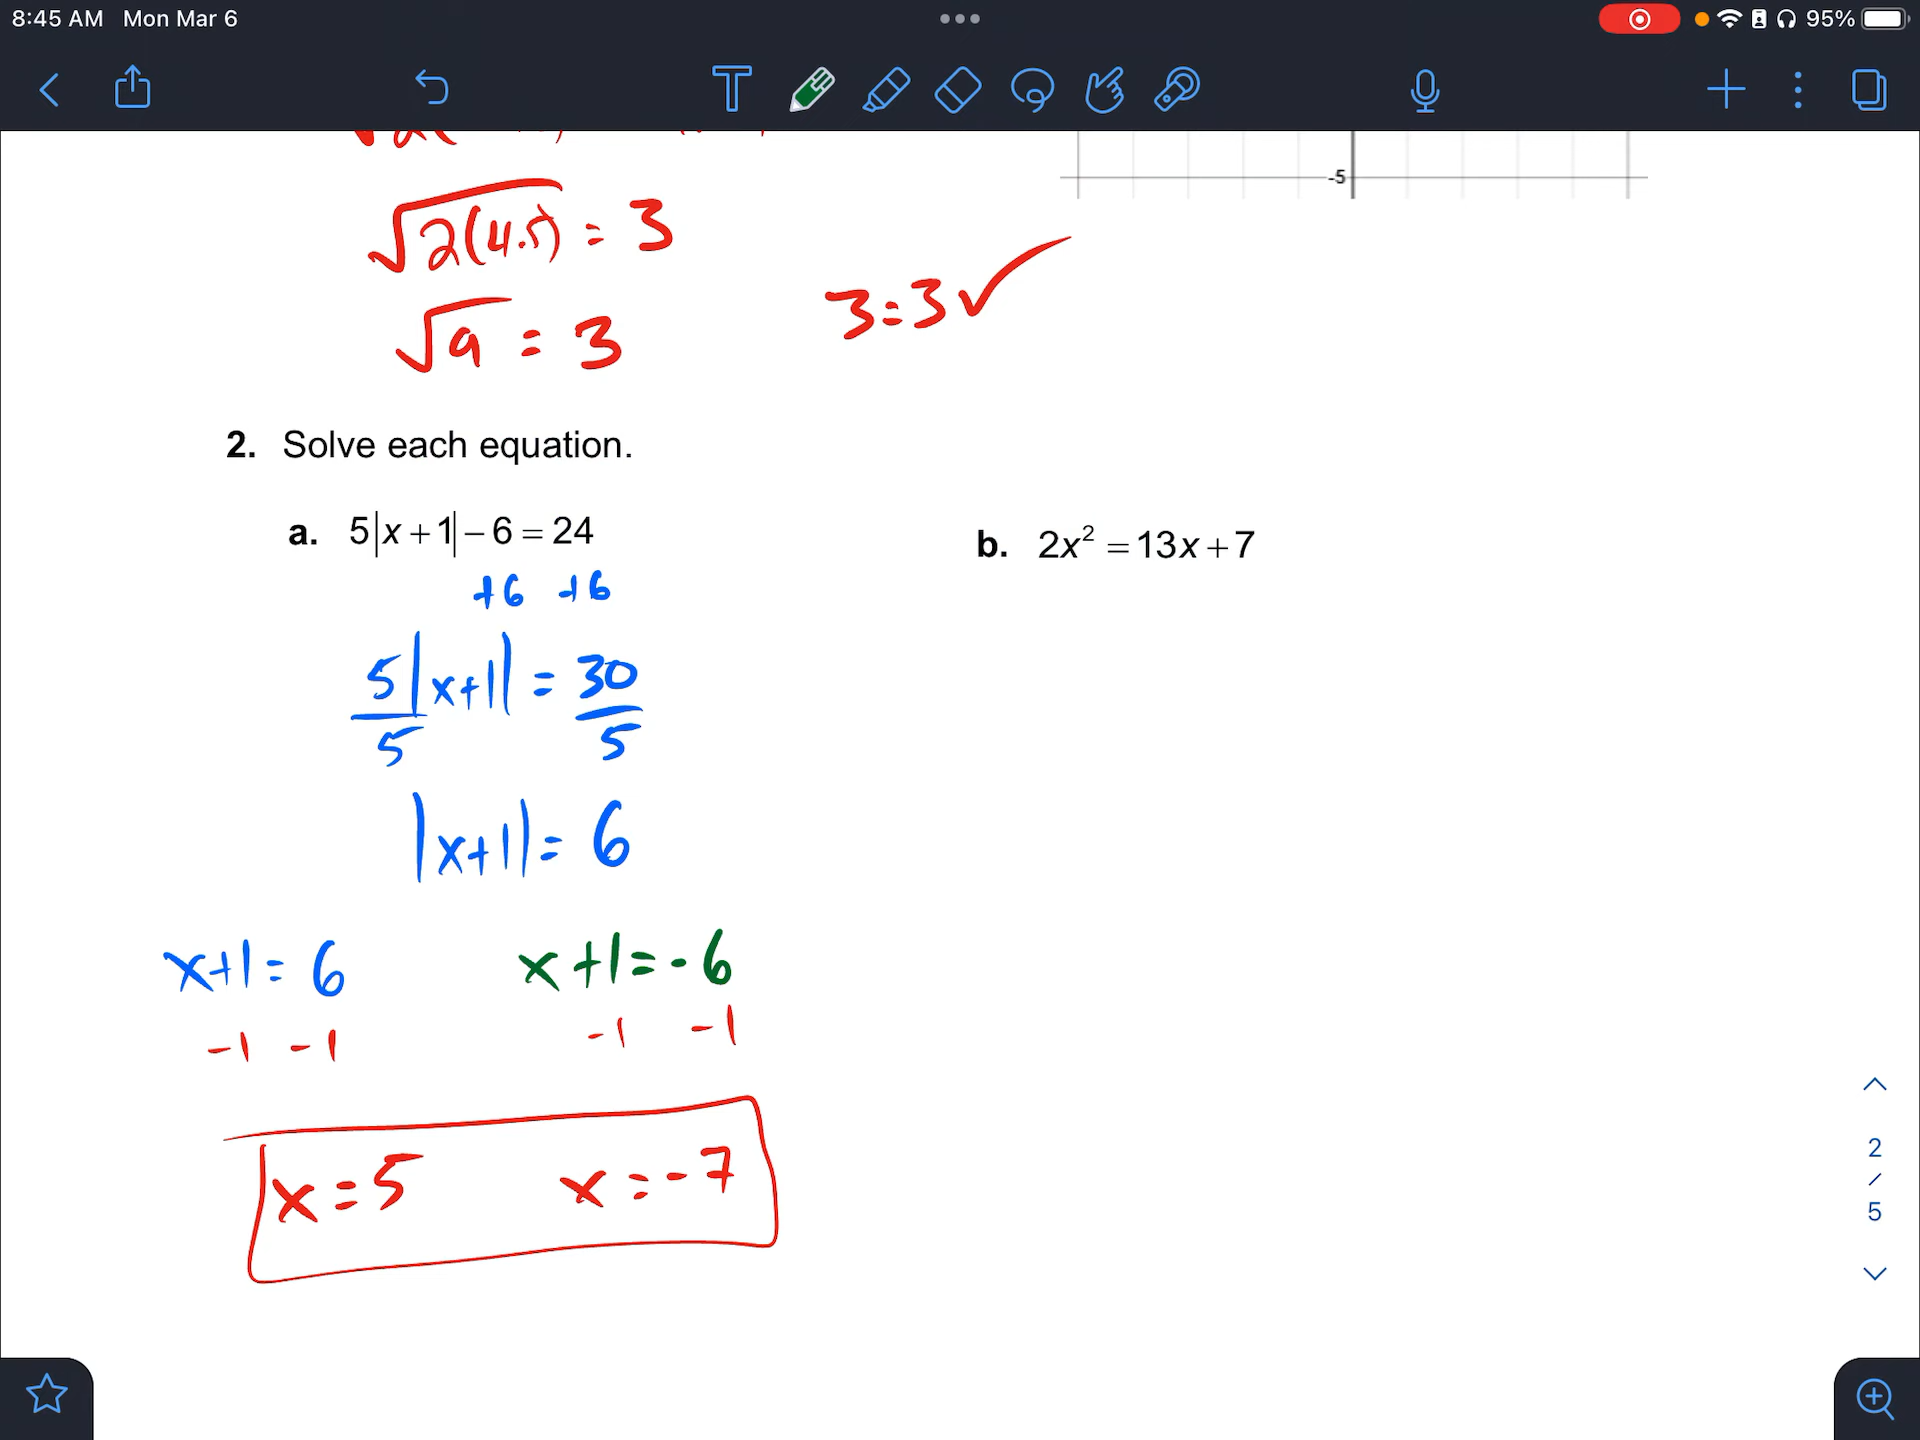 8:45 AM Mon Mar 6
95%
T
-5
√2(4.5) = 3
3=3✓
√9 = 3
2. Solve each equation.
a. 5|x+1|−6=24
b. 2x²=13x+7
+6 +6
5|x+1| = 30
5 5
|x+1| = 6
x+1=6 x+1=-6
-1 -1 -1 -1
x=5 x=-7
2
/
5